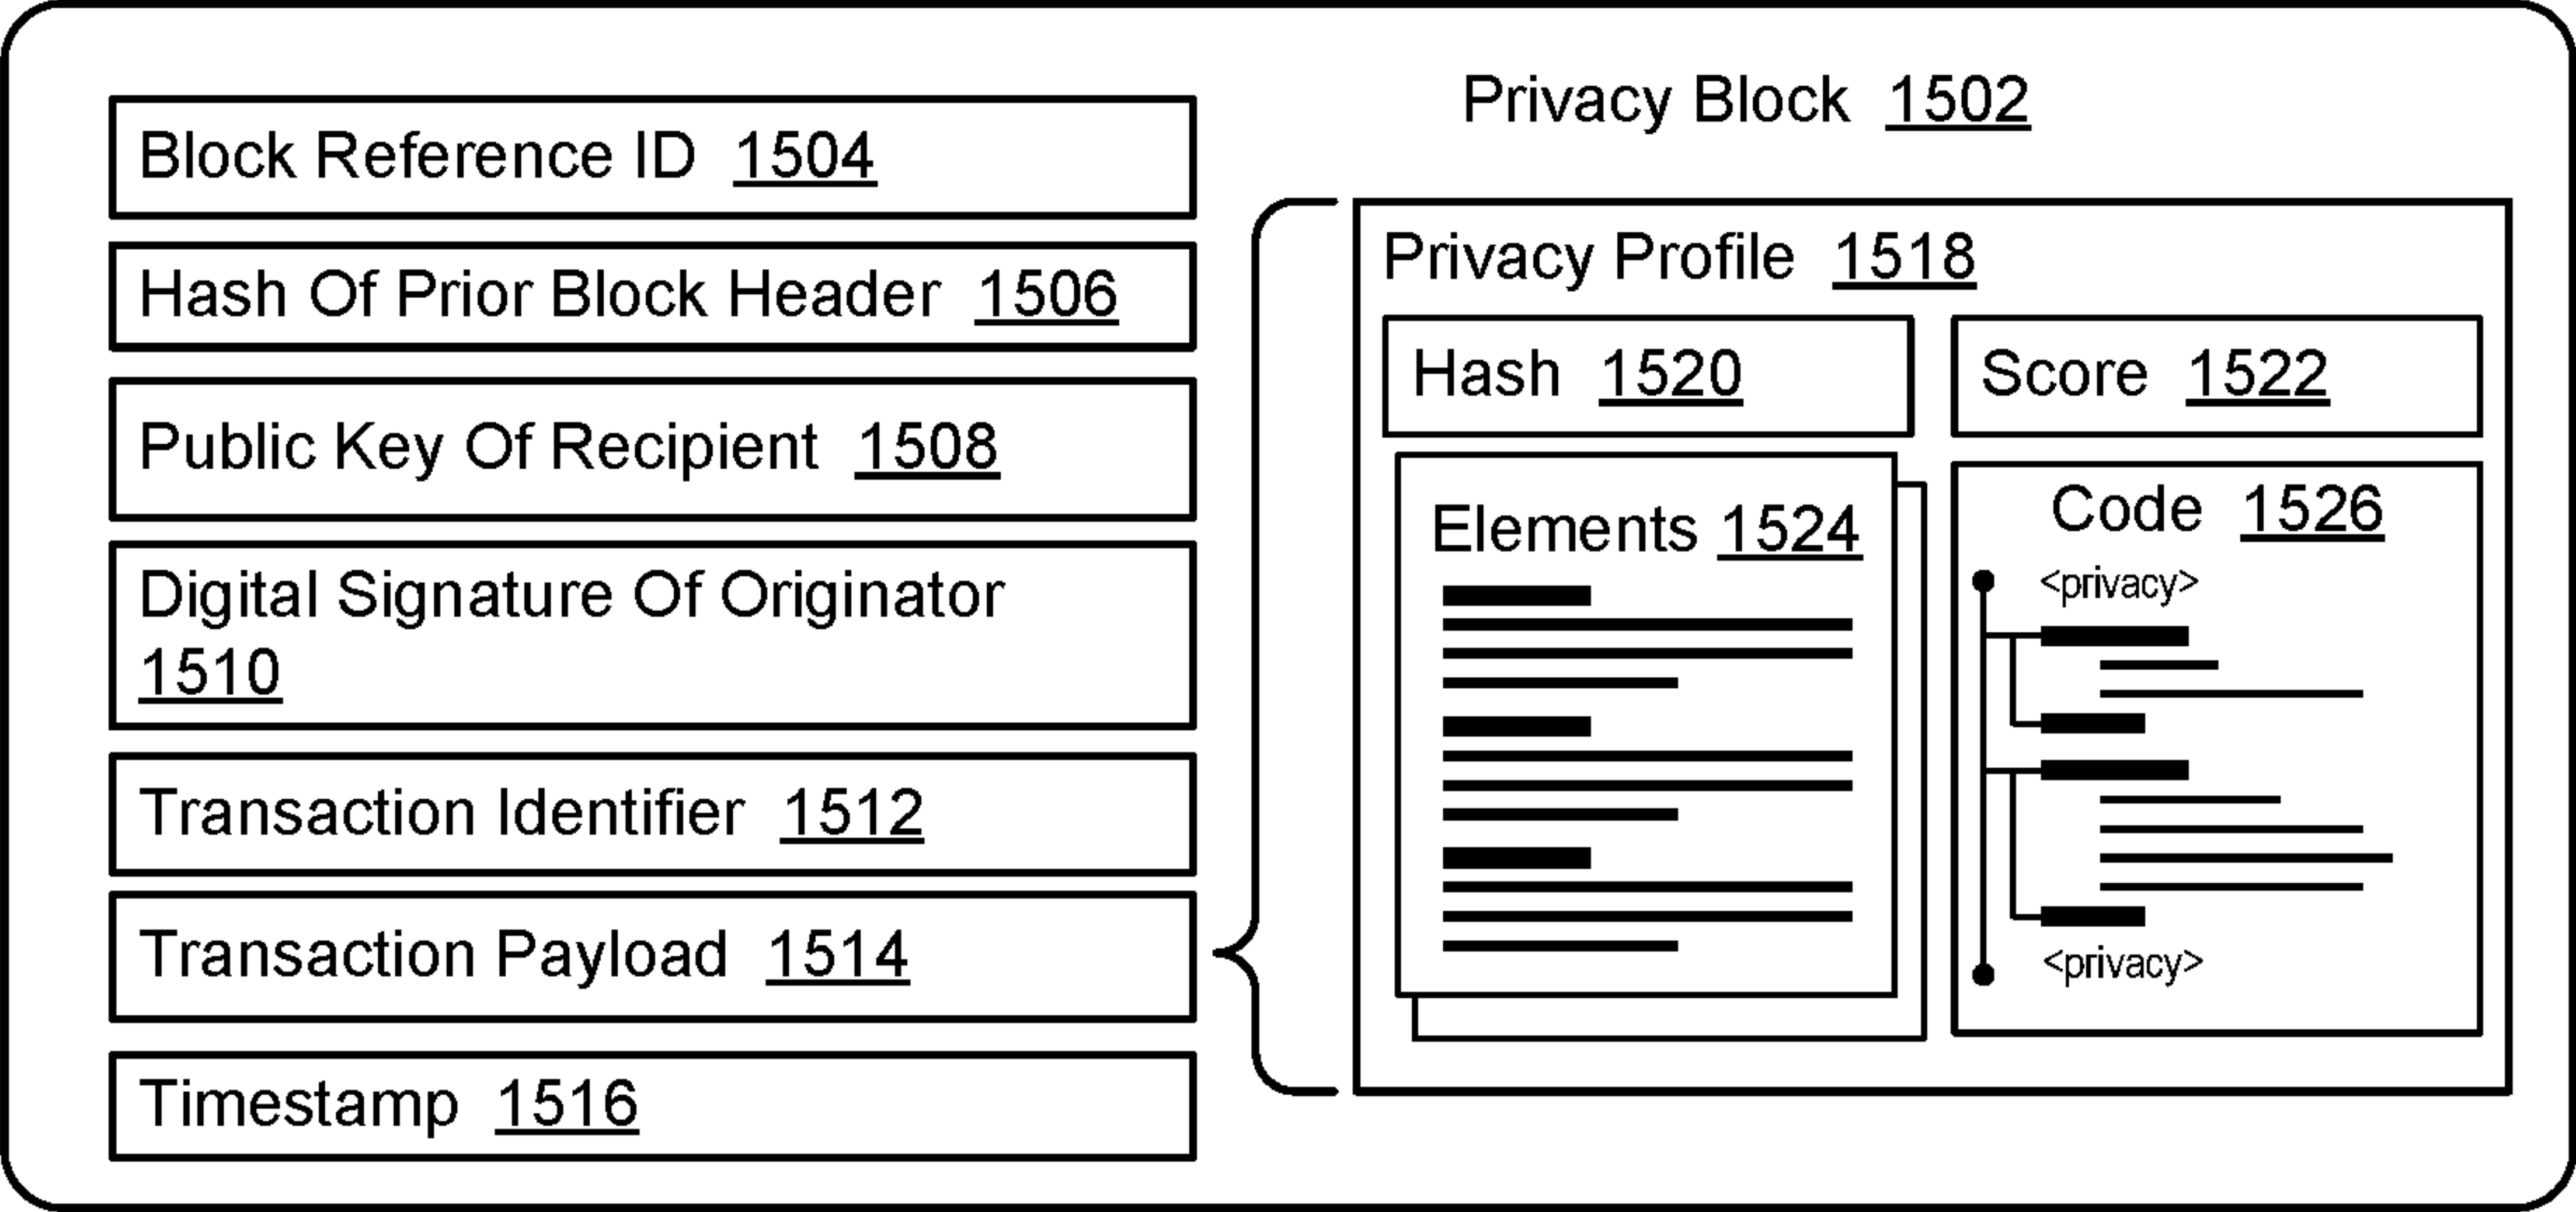 Privacy Block 1502
Block Reference ID 1504
Hash Of Prior Block Header 1506
Public Key Of Recipient 1508
Digital Signature Of Originator
1510
Transaction Identifier 1512
Transaction Payload 1514
Timestamp 1516
Privacy Profile 1518
Hash 1520
Score 1522
Elements 1524
Code 1526
<privacy>
<privacy>